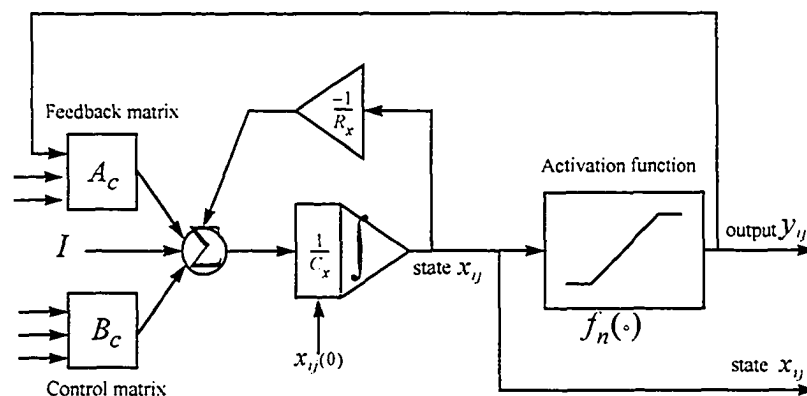 Feedback matrix
A_c
-1
R_x
Activation function
I
Σ
1
C_x
∫
state x_ij
output y_ij
f_n(∘)
B_c
x_ij(0)
state x_ij
Control matrix